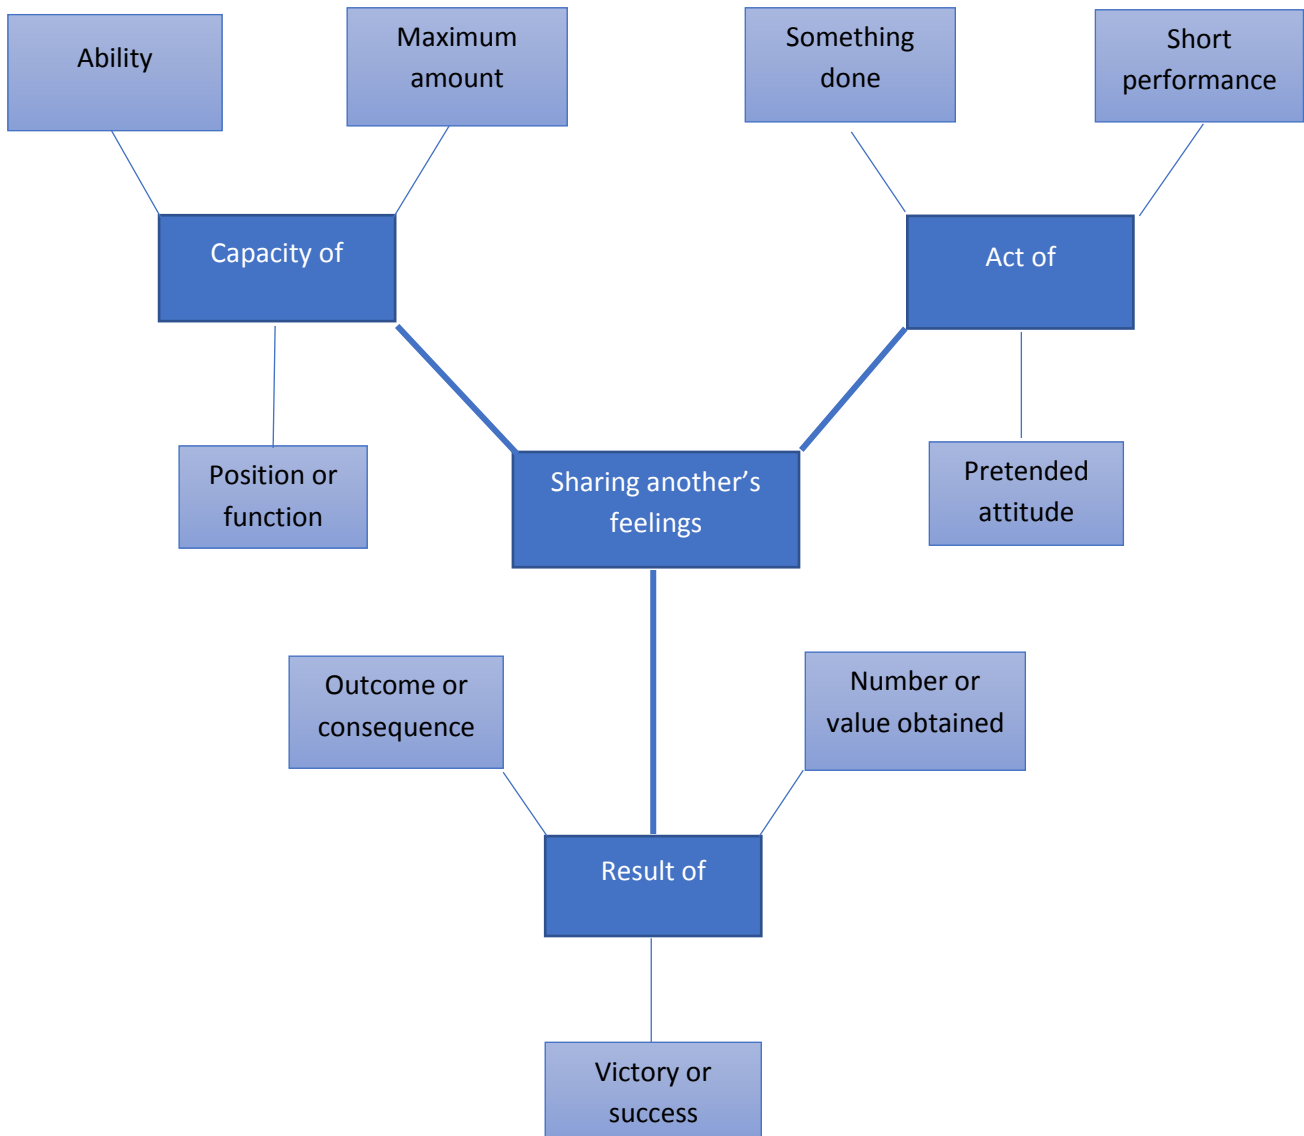 Ability
Maximum
amount
Something
done
Short
performance
Capacity of
Act of
Position or
function
Sharing another’s
feelings
Pretended
attitude
Outcome or
consequence
Number or
value obtained
Result of
Victory or
success